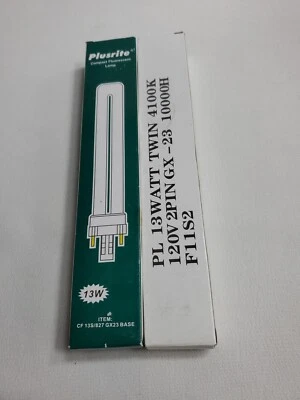 Plusrite
Compact Fluorescent
Lamp
13W
ITEM:
CF 13S/827 GX23 BASE
PL 13WATT TWIN 4100K
120V 2PIN GX-23 10000H
F11S2